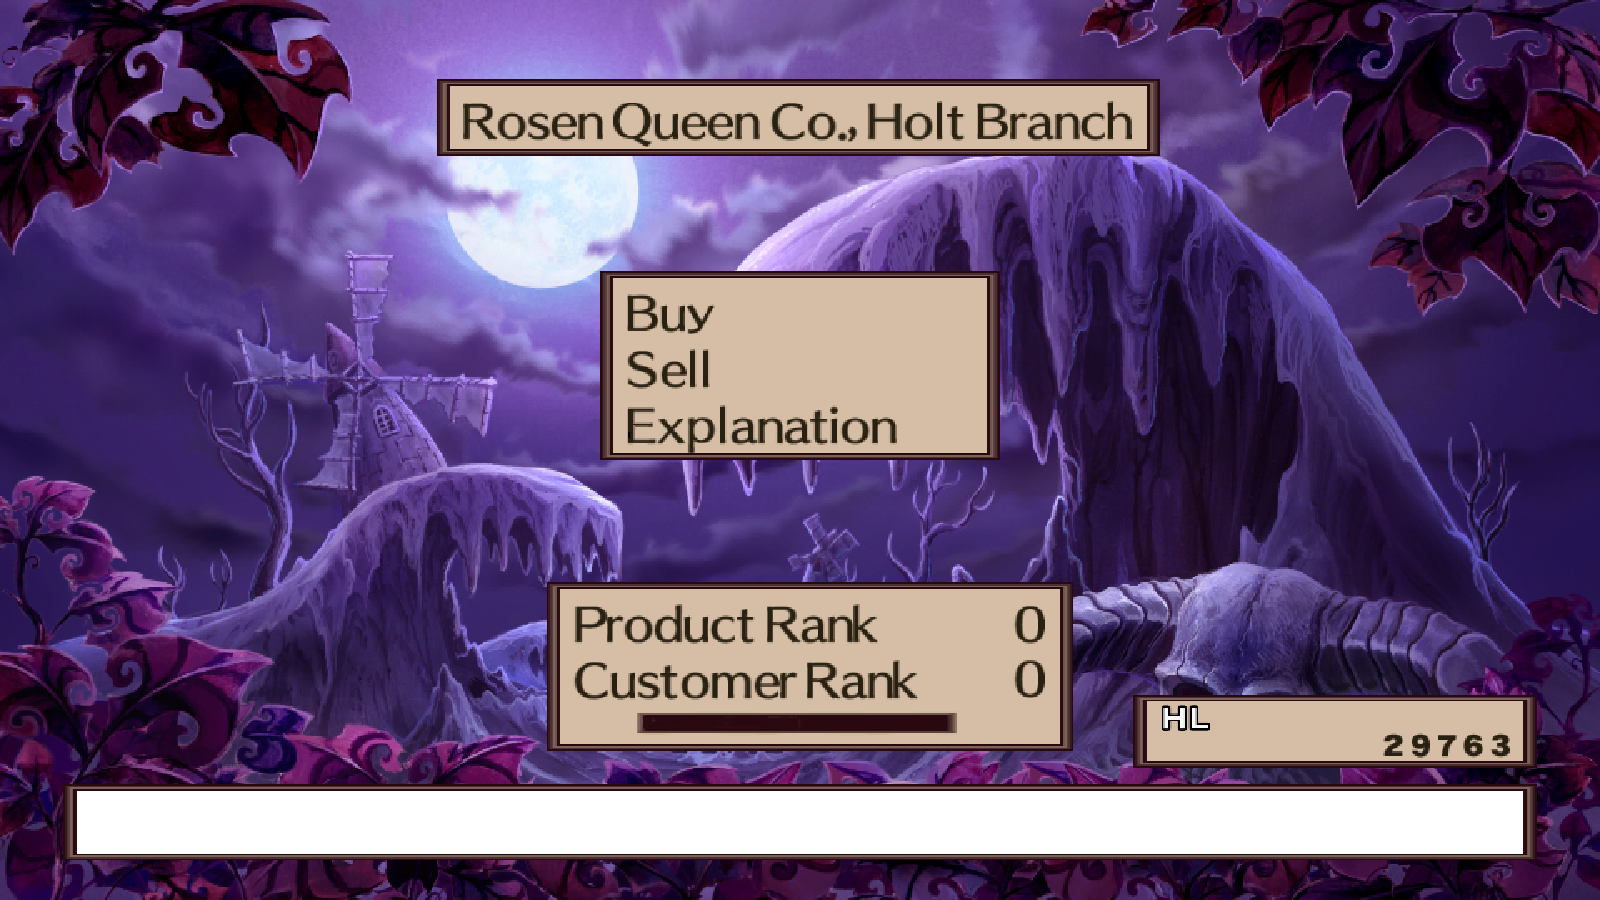 Rosen Queen Co., Holt Branch
Buy
Sell
Explanation
Product Rank 0
Customer Rank 0
HL
29763